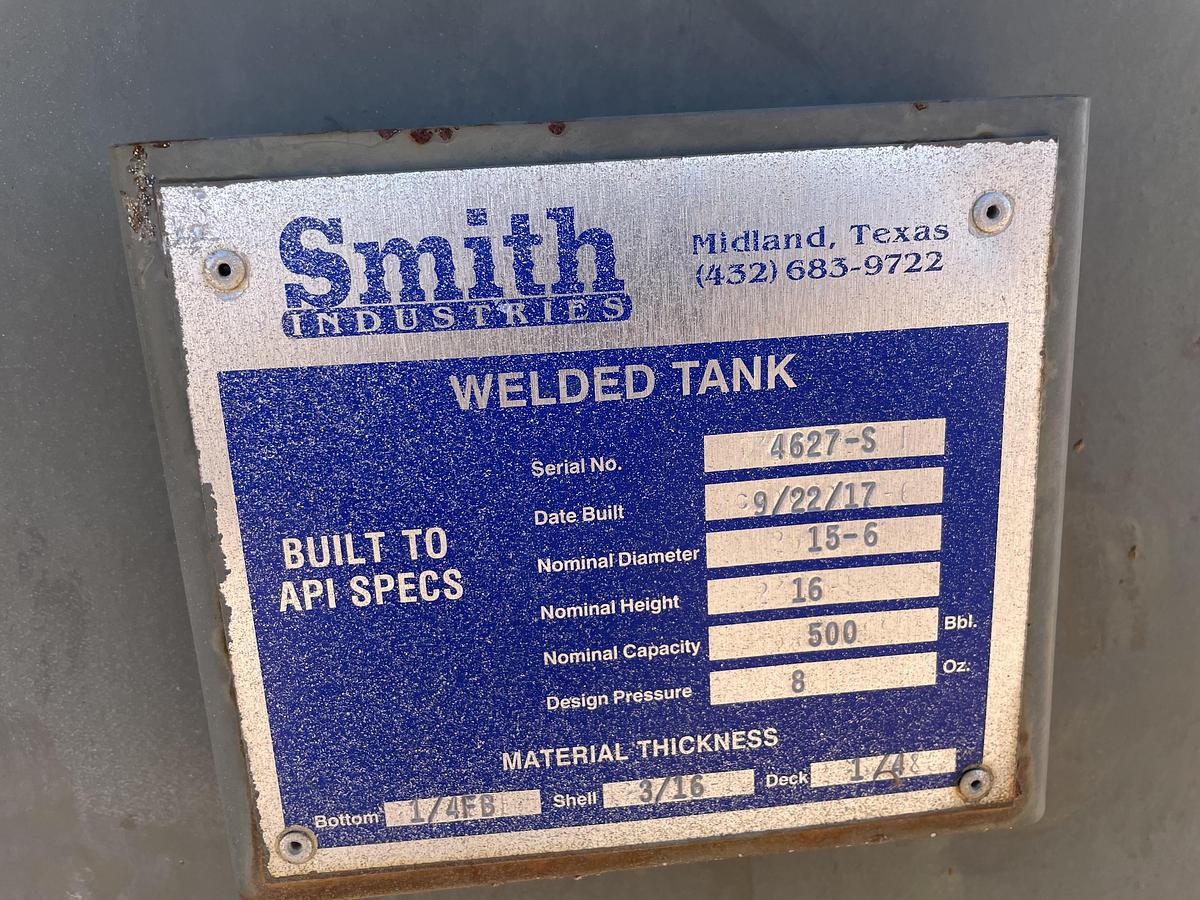 Smith
INDUSTRIES
Midland, Texas
(432) 683-9722
WELDED TANK
BUILT TO
API SPECS
Serial No. 4627-S
Date Built 9/22/17
Nominal Diameter 15-6
Nominal Height 16
Nominal Capacity 500 Bbl.
Design Pressure 8 Oz.
MATERIAL THICKNESS
Bottom 1/4FB Shell 3/16 Deck 1/4